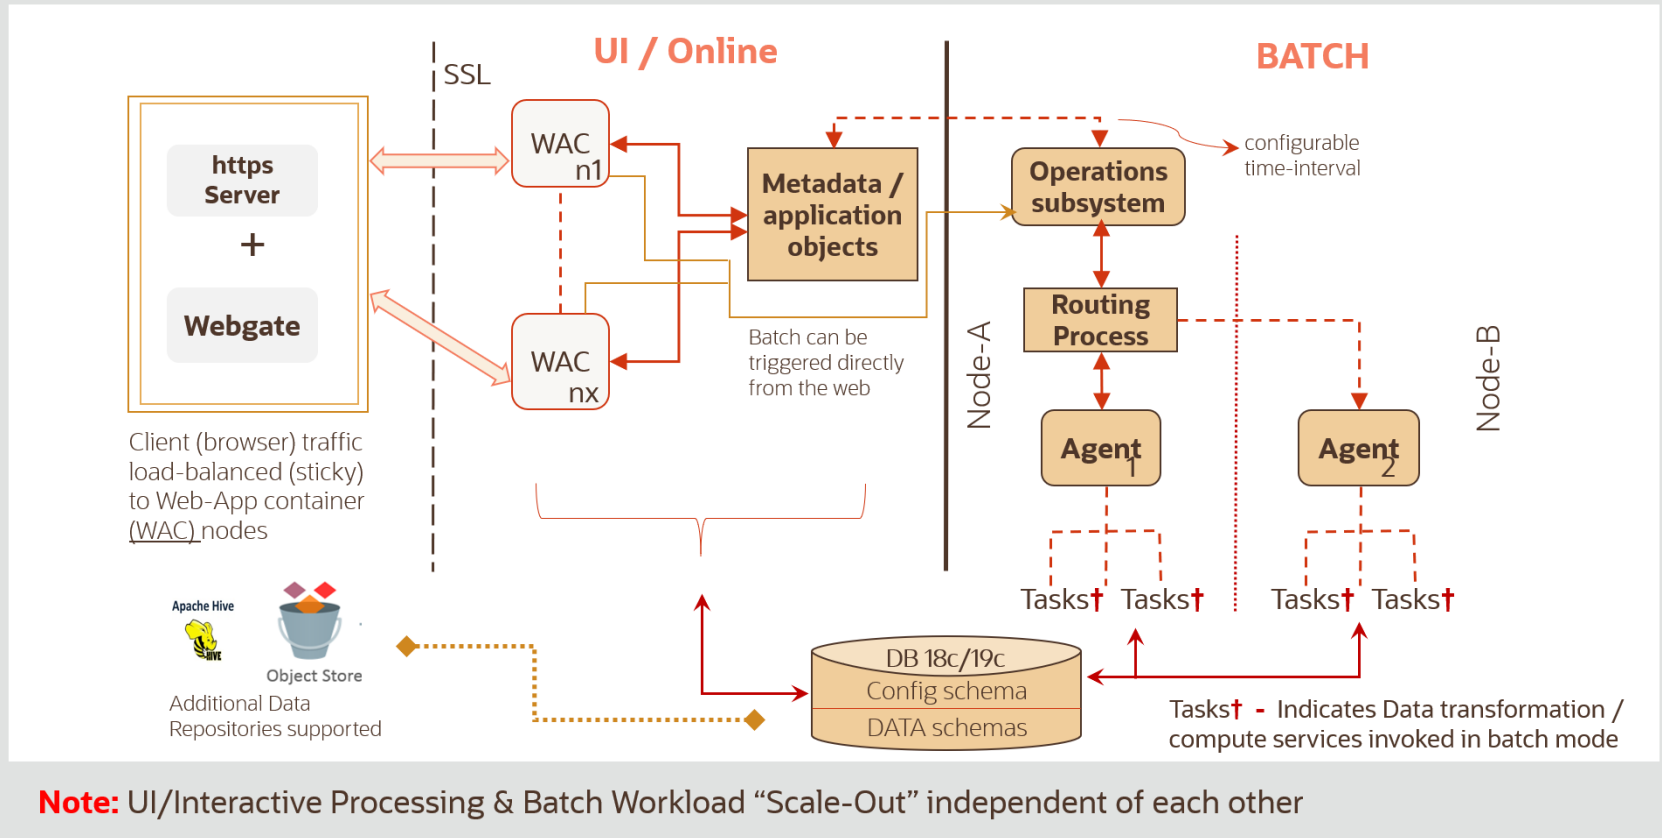 UI / Online
BATCH
SSL
https
Server
+
Webgate
WAC
n1
WAC
nx
Metadata /
application
objects
Operations
subsystem
configurable
time-interval
Routing
Process
Batch can be
triggered directly
from the web
Node-A
Node-B
Agent
1
Agent
2
Client (browser) traffic
load-balanced (sticky)
to Web-App container
(WAC) nodes
Tasks† Tasks†
Tasks† Tasks†
Apache Hive
HIVE
Object Store
Additional Data
Repositories supported
DB 18c/19c
Config schema
DATA schemas
Tasks† - Indicates Data transformation /
compute services invoked in batch mode
Note: UI/Interactive Processing & Batch Workload “Scale-Out” independent of each other